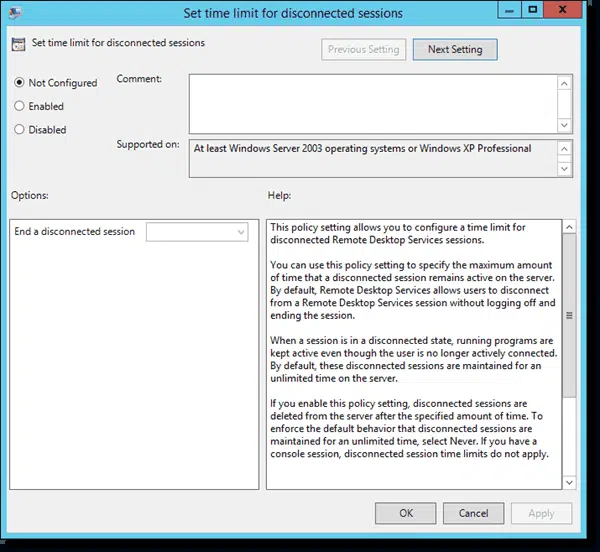 Set time limit for disconnected sessions
Set time limit for disconnected sessions
Previous Setting
Next Setting
Not Configured
Comment:
Enabled
Disabled
Supported on:
At least Windows Server 2003 operating systems or Windows XP Professional
Options:
Help:
End a disconnected session
This policy setting allows you to configure a time limit for
disconnected Remote Desktop Services sessions.
You can use this policy setting to specify the maximum amount
of time that a disconnected session remains active on the server.
By default, Remote Desktop Services allows users to disconnect
from a Remote Desktop Services session without logging off and
ending the session.
When a session is in a disconnected state, running programs are
kept active even though the user is no longer actively connected.
By default, these disconnected sessions are maintained for an
unlimited time on the server.
If you enable this policy setting, disconnected sessions are
deleted from the server after the specified amount of time. To
enforce the default behavior that disconnected sessions are
maintained for an unlimited time, select Never. If you have a
console session, disconnected session time limits do not apply.
OK
Cancel
Apply